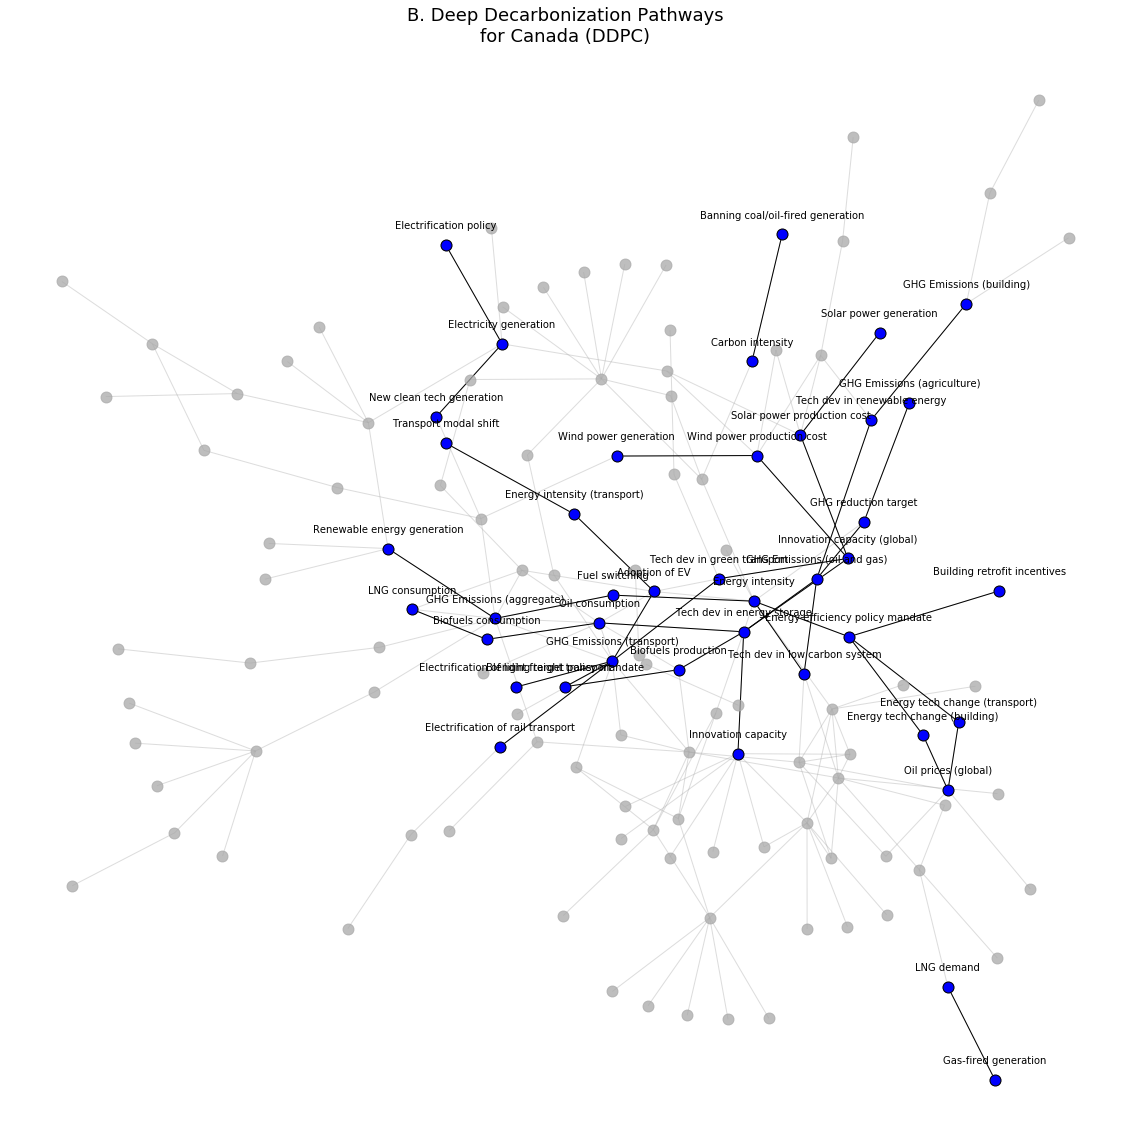 B. Deep Decarbonization Pathways
for Canada (DDPC)
Banning coal/oil-fired generation
Electrification policy
GHG Emissions (building)
Solar power generation
Electricity generation
Carbon intensity
GHG Emissions (agriculture)
New clean tech generation
Tech dev in renewable energy
Solar power production cost
Transport modal shift
Wind power generation
Wind power production cost
Energy intensity (transport)
GHG reduction target
Renewable energy generation
Innovation capacity (global)
Tech dev in green transport
GHG Emissions (oil and gas)
Building retrofit incentives
Adoption of EV
Fuel switching
Energy intensity
LNG consumption
GHG Emissions (aggregate)
Oil consumption
Tech dev in energy storage
Energy efficiency policy mandate
Biofuels consumption
GHG Emissions (transport)
Biofuels production
Tech dev in low carbon system
Electrification of light freight transport
Blending target policy mandate
Energy tech change (transport)
Energy tech change (building)
Electrification of rail transport
Innovation capacity
Oil prices (global)
LNG demand
Gas-fired generation